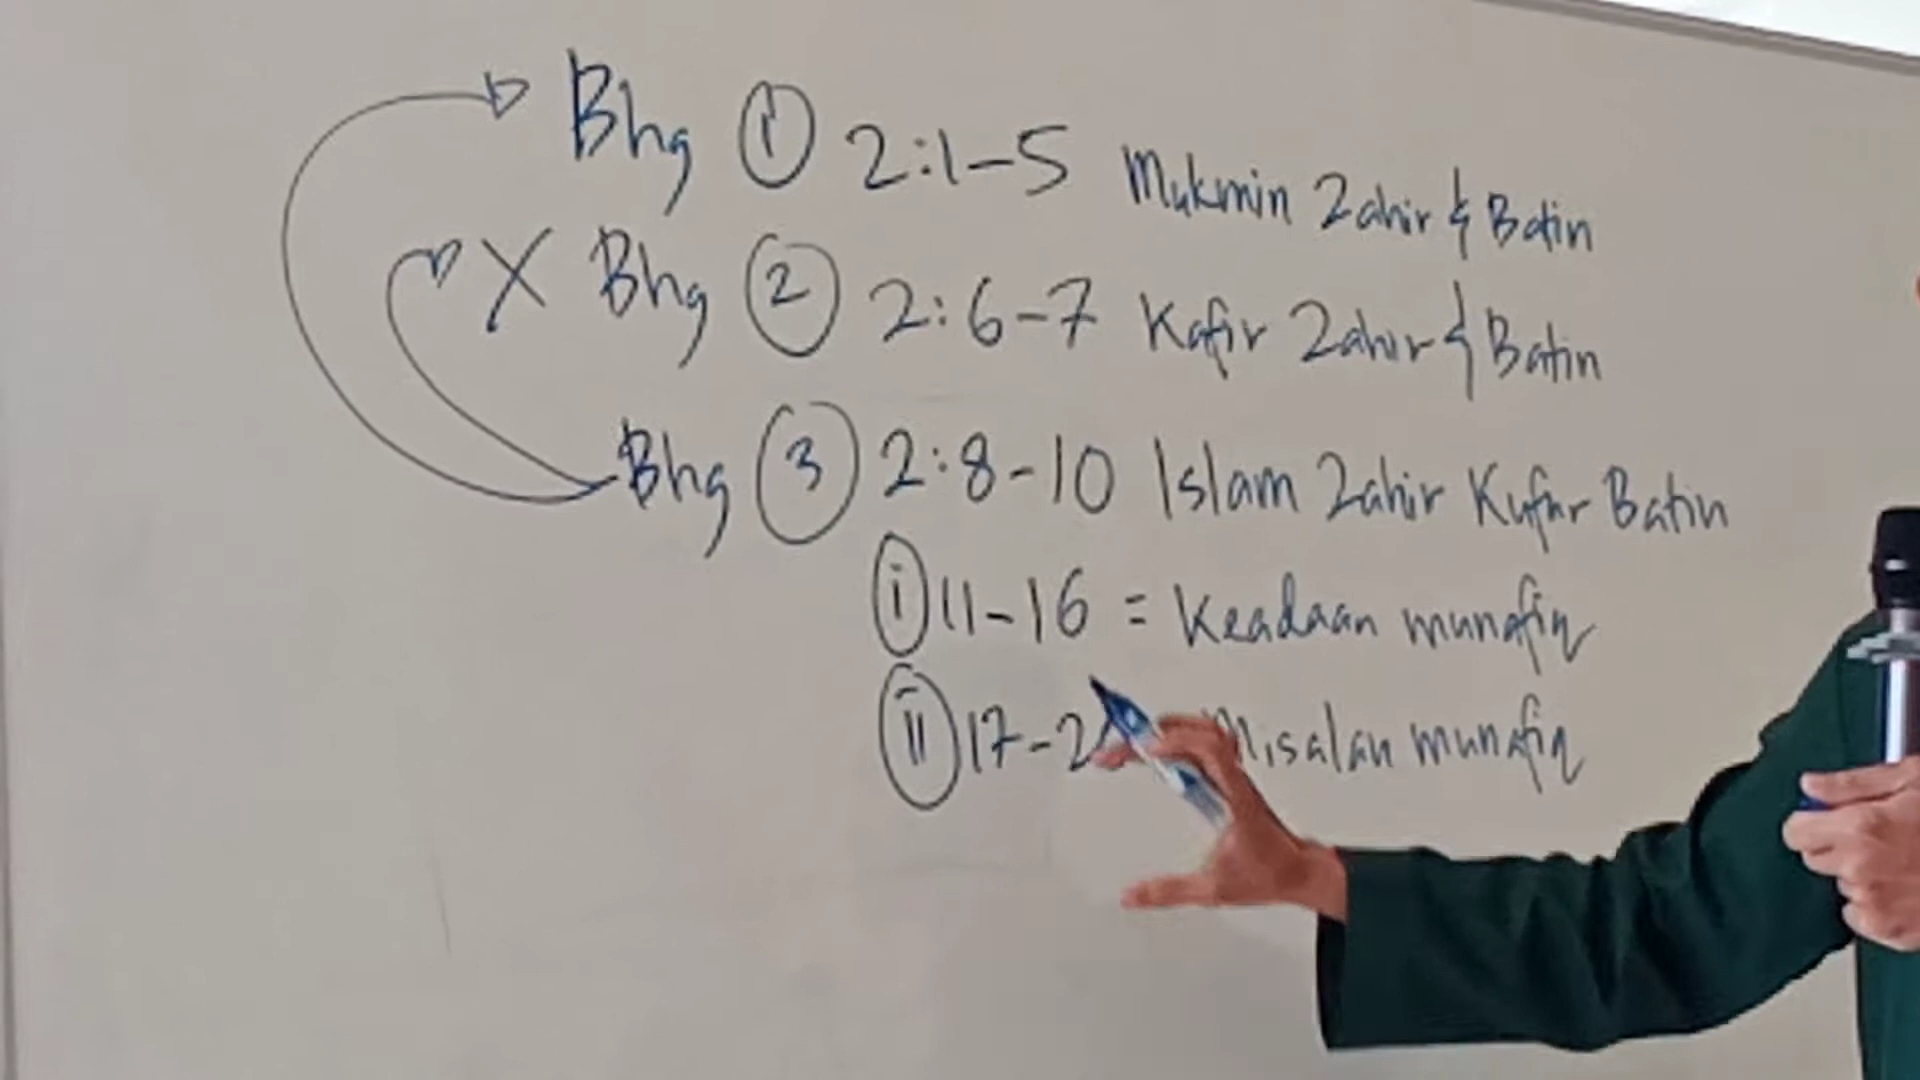 Bhg ① 2:1-5 Mukmin Zahir & Batin
X Bhg ② 2:6-7 Kafir Zahir & Batin
Bhg ③ 2:8-10 Islam Zahir Kufur Batin
ⓘ 11-16 = Keadaan munafiq
ⓘⓘ 17-2 Misalan munafiq